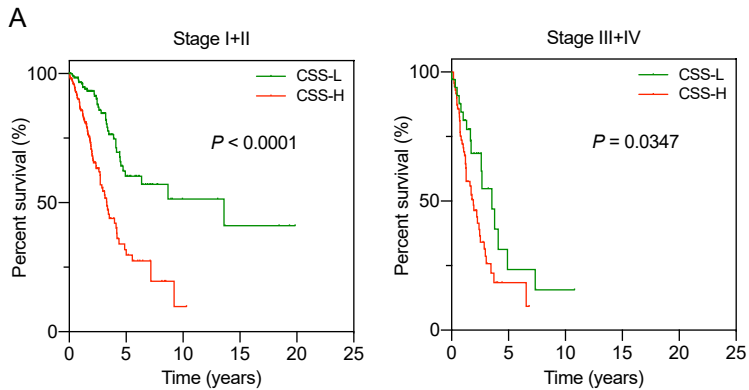 A
Stage I+II
100
50
0
Percent survival (%)
CSS-L
CSS-H
P < 0.0001
0 5 10 15 20 25
Time (years)
Stage III+IV
100
50
0
Percent survival (%)
CSS-L
CSS-H
P = 0.0347
0 5 10 15 20 25
Time (years)